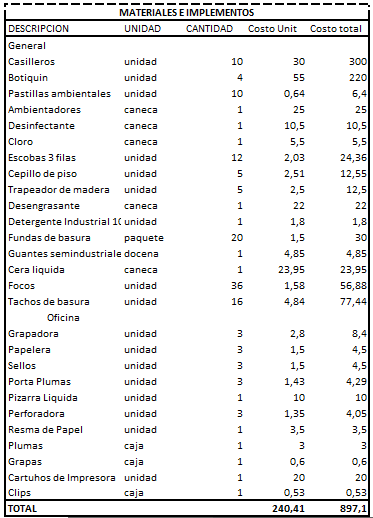 MATERIALES E IMPLEMENTOS
DESCRIPCION UNIDAD CANTIDAD Costo Unit Costo total
General
Casilleros unidad 10 30 300
Botiquin unidad 4 55 220
Pastillas ambientales unidad 10 0,64 6,4
Ambientadores caneca 1 25 25
Desinfectante caneca 1 10,5 10,5
Cloro caneca 1 5,5 5,5
Escobas 3 filas unidad 12 2,03 24,36
Cepillo de piso unidad 5 2,51 12,55
Trapeador de madera unidad 5 2,5 12,5
Desengrasante caneca 1 22 22
Detergente Industrial 10 unidad 1 1,8 1,8
Fundas de basura paquete 20 1,5 30
Guantes semindustriale docena 1 4,85 4,85
Cera liquida caneca 1 23,95 23,95
Focos unidad 36 1,58 56,88
Tachos de basura unidad 16 4,84 77,44
Oficina
Grapadora unidad 3 2,8 8,4
Papelera unidad 3 1,5 4,5
Sellos unidad 3 1,5 4,5
Porta Plumas unidad 3 1,43 4,29
Pizarra Liquida unidad 1 10 10
Perforadora unidad 3 1,35 4,05
Resma de Papel unidad 1 3,5 3,5
Plumas caja 1 3 3
Grapas caja 1 0,6 0,6
Cartuhos de Impresora unidad 1 20 20
Clips caja 1 0,53 0,53
TOTAL 240,41 897,1